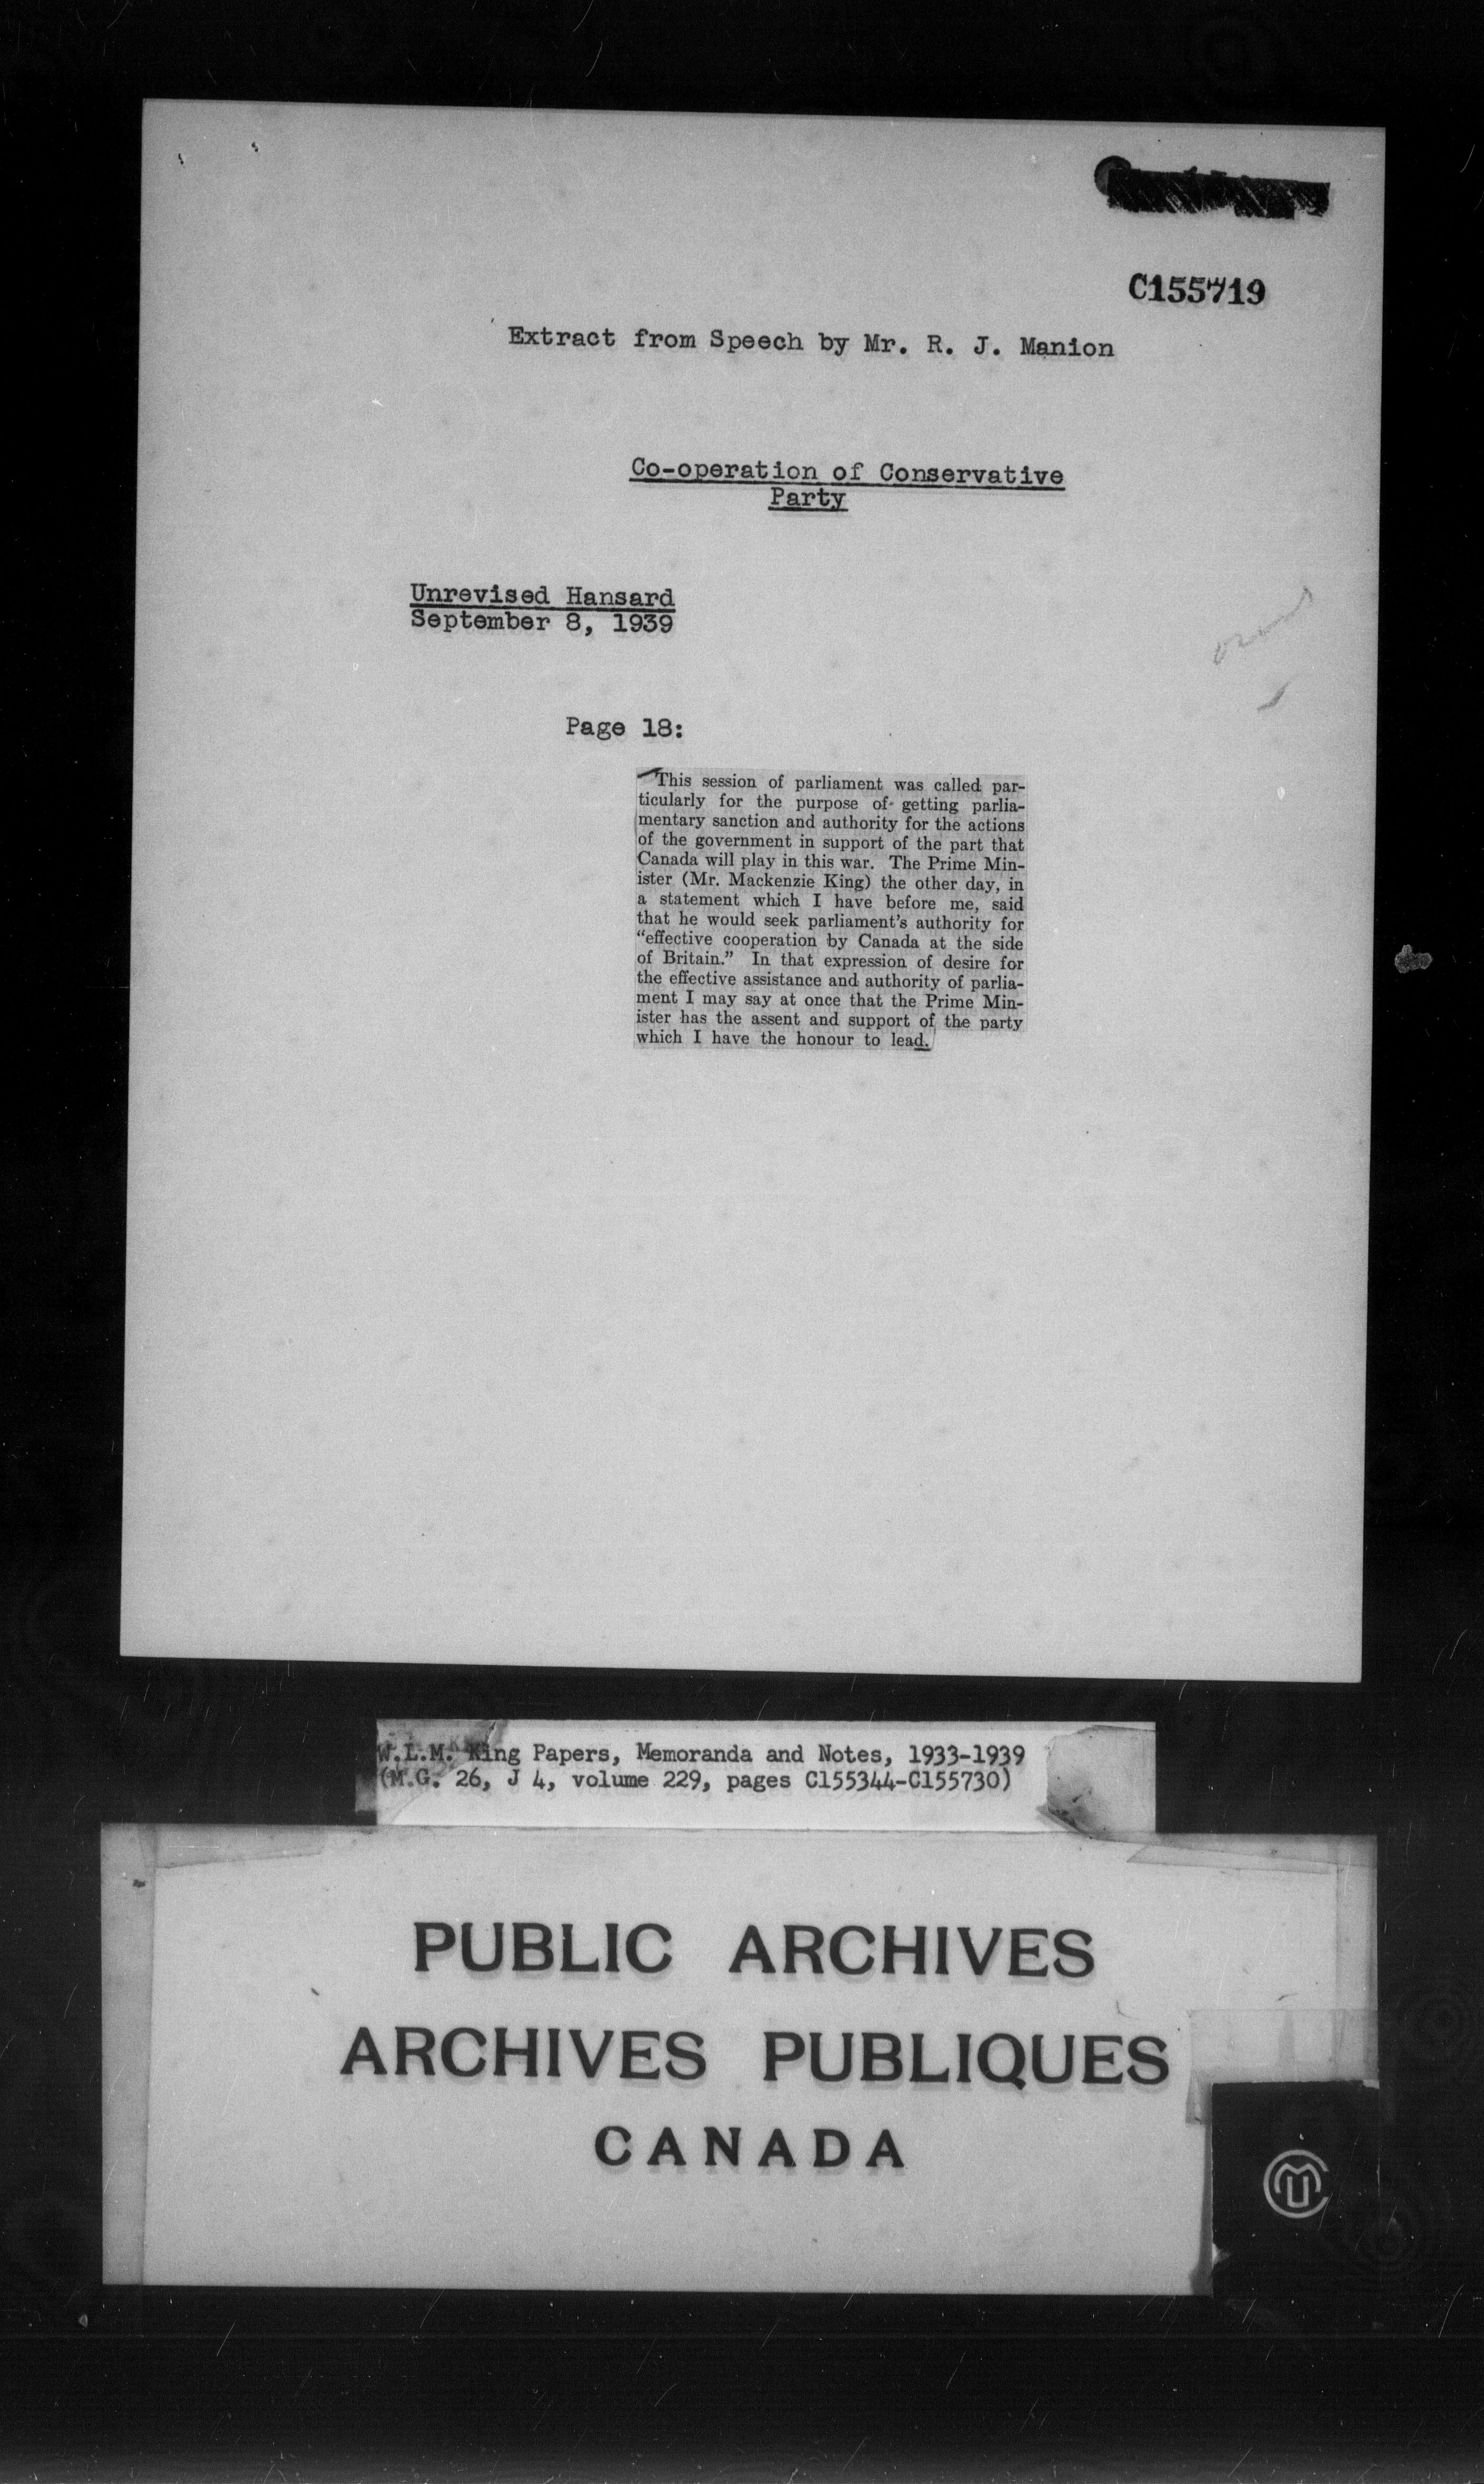 C155719
Extract from Speech by Mr. R. J. Manion
Co-operation of Conservative
Party
Unrevised Hansard
September 8, 1939
Page 18:
This session of parliament was called par-
ticularly for the purpose of getting parlia-
mentary sanction and authority for the actions
of the government in support of the part that
Canada will play in this war. The Prime Min-
ister (Mr. Mackenzie King) the other day, in
a statement which I have before me, said
that he would seek parliament's authority for
"effective cooperation by Canada at the side
of Britain." In that expression of desire for
the effective assistance and authority of parlia-
ment I may say at once that the Prime Min-
ister has the assent and support of the party
which I have the honour to lead.
W.L.M. King Papers, Memoranda and Notes, 1933-1939
(M.G. 26, J 4, volume 229, pages C155344-C155730)
PUBLIC ARCHIVES
ARCHIVES PUBLIQUES
CANADA